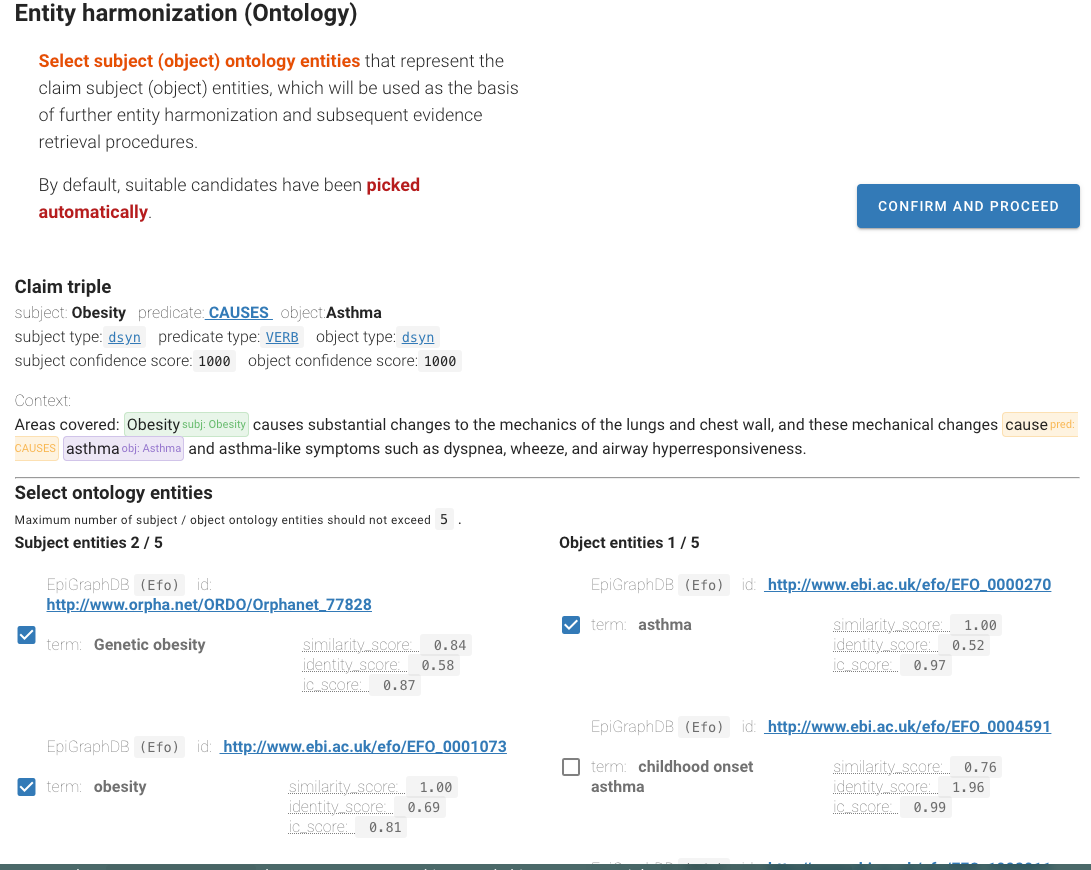 Entity harmonization (Ontology)
Select subject (object) ontology entities that represent the
claim subject (object) entities, which will be used as the basis
of further entity harmonization and subsequent evidence
retrieval procedures.
By default, suitable candidates have been picked
automatically.
CONFIRM AND PROCEED
Claim triple
subject: Obesity predicate: CAUSES object:Asthma
subject type: dsyn predicate type: VERB object type: dsyn
subject confidence score: 1000 object confidence score: 1000
Context:
Areas covered: Obesity subj: Obesity causes substantial changes to the mechanics of the lungs and chest wall, and these mechanical changes cause pred:
CAUSES asthma obj: Asthma and asthma-like symptoms such as dyspnea, wheeze, and airway hyperresponsiveness.
Select ontology entities
Maximum number of subject / object ontology entities should not exceed 5 .
Subject entities 2 / 5
EpiGraphDB (Efo) id:
http://www.orpha.net/ORDO/Orphanet_77828
term: Genetic obesity
similarity_score: 0.84
identity_score: 0.58
ic_score: 0.87
EpiGraphDB (Efo) id: http://www.ebi.ac.uk/efo/EFO_0001073
term: obesity
similarity_score: 1.00
identity_score: 0.69
ic_score: 0.81
Object entities 1 / 5
EpiGraphDB (Efo) id: http://www.ebi.ac.uk/efo/EFO_0000270
term: asthma
similarity_score: 1.00
identity_score: 0.52
ic_score: 0.97
EpiGraphDB (Efo) id: http://www.ebi.ac.uk/efo/EFO_0004591
term: childhood onset
asthma
similarity_score: 0.76
identity_score: 1.96
ic_score: 0.99